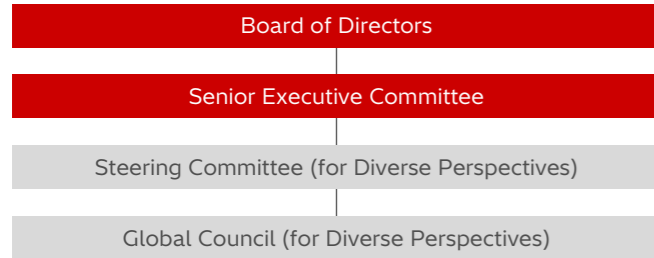 Board of Directors
Senior Executive Committee
Steering Committee (for Diverse Perspectives)
Global Council (for Diverse Perspectives)